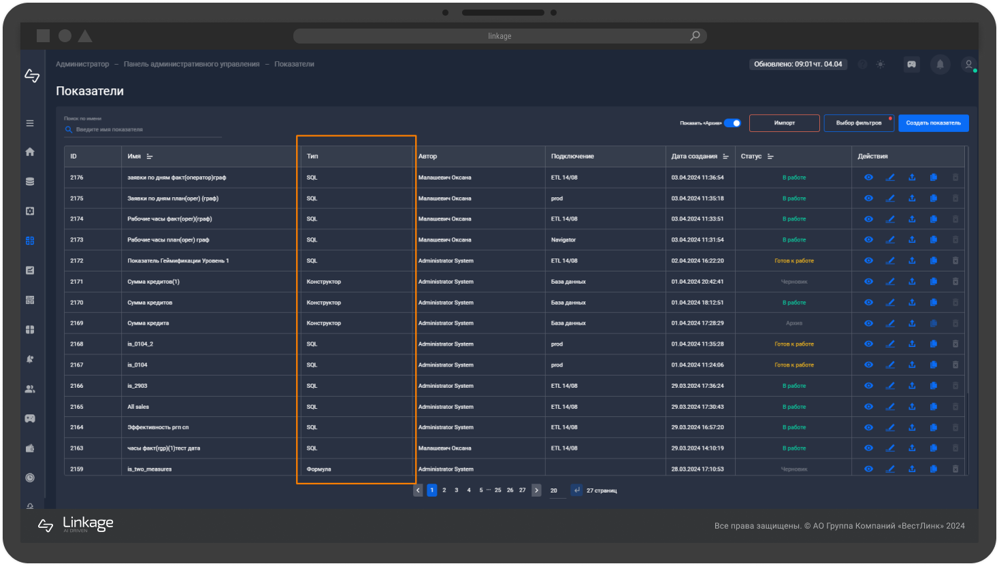 linkage
Администратор – Панель административного управления – Показатели
Обновлено: 09:01 чт. 04.04
Показатели
Поиск по имени
Введите имя показателя
Показать «Архив»
Импорт
Выбор фильтров
Создать показатель
ID Имя Тип Автор Подключение Дата создания Статус Действия
2176 заявки по дням факт(оператор)граф SQL Малашевич Оксана ETL 14/08 03.04.2024 11:36:54 В работе
2175 Заявки по дням план(опер) (граф) SQL Малашевич Оксана prod 03.04.2024 11:35:18 В работе
2174 Рабочие часы факт(опер)(граф) SQL Малашевич Оксана ETL 14/08 03.04.2024 11:33:51 В работе
2173 Рабочие часы план(опер) граф SQL Малашевич Оксана Navigator 03.04.2024 11:31:54 В работе
2172 Показатель Геймификации Уровень 1 SQL Administrator System ETL 14/08 02.04.2024 16:22:20 Готов к работе
2171 Сумма кредитов(1) Конструктор Administrator System База данных 01.04.2024 20:42:41 Черновик
2170 Сумма кредитов Конструктор Administrator System База данных 01.04.2024 18:12:51 В работе
2169 Сумма кредита Конструктор Administrator System База данных 01.04.2024 17:28:29 Архив
2168 is_0104_2 SQL Administrator System prod 01.04.2024 11:35:28 Готов к работе
2167 is_0104 SQL Administrator System prod 01.04.2024 11:24:06 Готов к работе
2166 is_2903 SQL Administrator System ETL 14/08 29.03.2024 17:36:24 В работе
2165 All sales SQL Administrator System ETL 14/08 29.03.2024 17:30:43 В работе
2164 Эффективность ргп сп SQL Administrator System ETL 14/08 29.03.2024 16:57:20 В работе
2163 часы факт(rgp)(1)тест дата SQL Малашевич Оксана ETL 14/08 29.03.2024 14:10:19 В работе
2159 is_two_measures Формула Administrator System 28.03.2024 17:10:53 Черновик
1 2 3 4 5 ··· 25 26 27 20 27 страниц
Linkage
AI DRIVEN
Все права защищены. © АО Группа Компаний «ВестЛинк» 2024